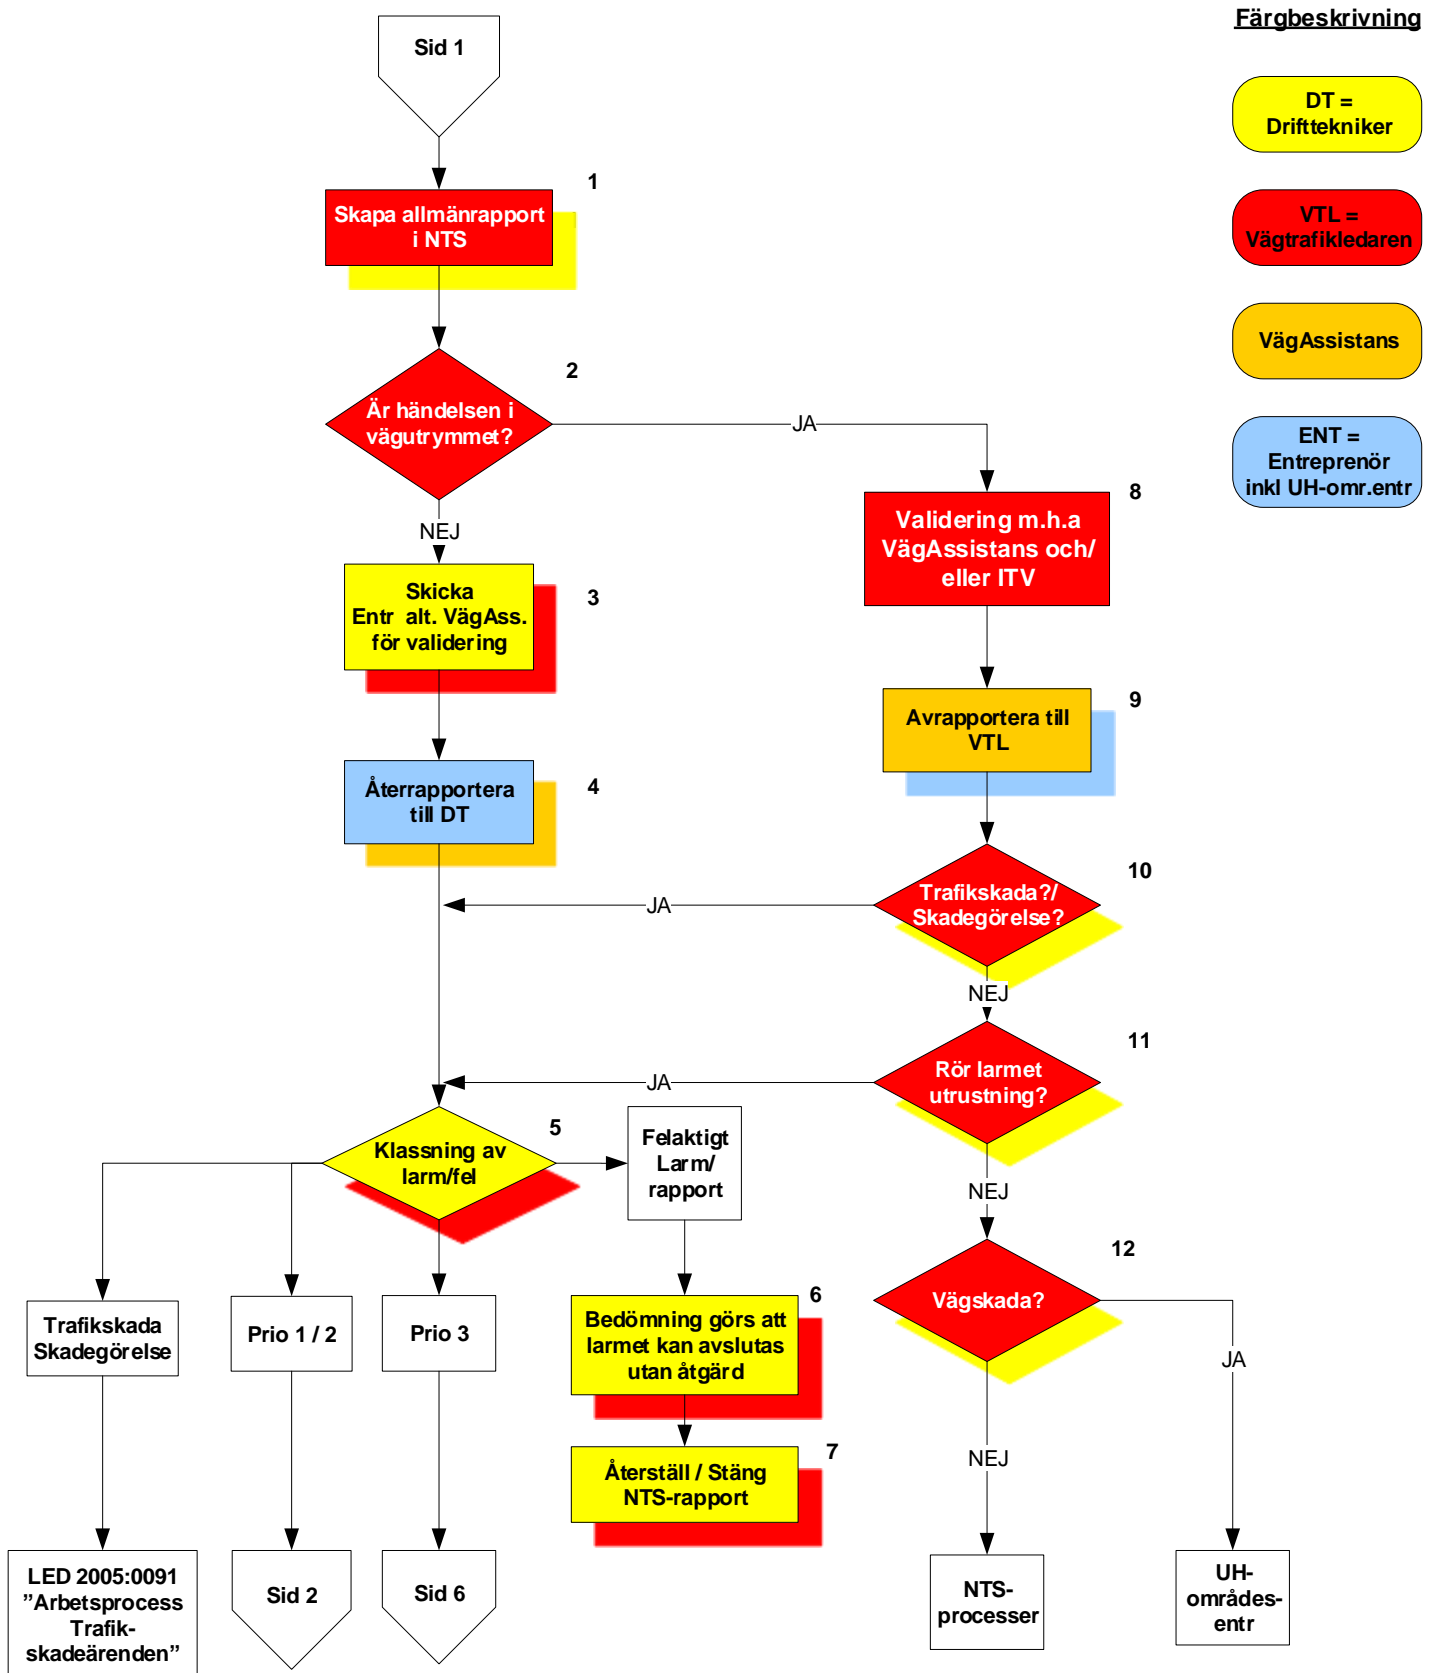 Sid 1
Färgbeskrivning
DT =
Drifttekniker
VTL =
Vägtrafikledaren
VägAssistans
ENT =
Entreprenör
inkl UH-omr.entr
1
Skapa allmänrapport
i NTS
2
Är händelsen i
vägutrymmet?
JA
NEJ
8
Validering m.h.a
VägAssistans och/
eller ITV
3
Skicka
Entr alt. VägAss.
för validering
9
Avrapportera till
VTL
4
Återrapportera
till DT
10
Trafikskada?/
Skadegörelse?
JA
NEJ
11
Rör larmet
utrustning?
JA
NEJ
5
Klassning av
larm/fel
Felaktigt
Larm/
rapport
12
Vägskada?
JA
NEJ
Trafikskada
Skadegörelse
Prio 1 / 2
Prio 3
6
Bedömning görs att
larmet kan avslutas
utan åtgärd
7
Återställ / Stäng
NTS-rapport
LED 2005:0091
”Arbetsprocess
Trafik-
skadeärenden”
Sid 2
Sid 6
NTS-
processer
UH-
områdes-
entr